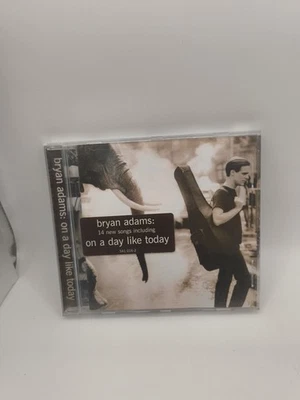 bryan adams: on a day like today
bryan adams:
14 new songs including
on a day like today